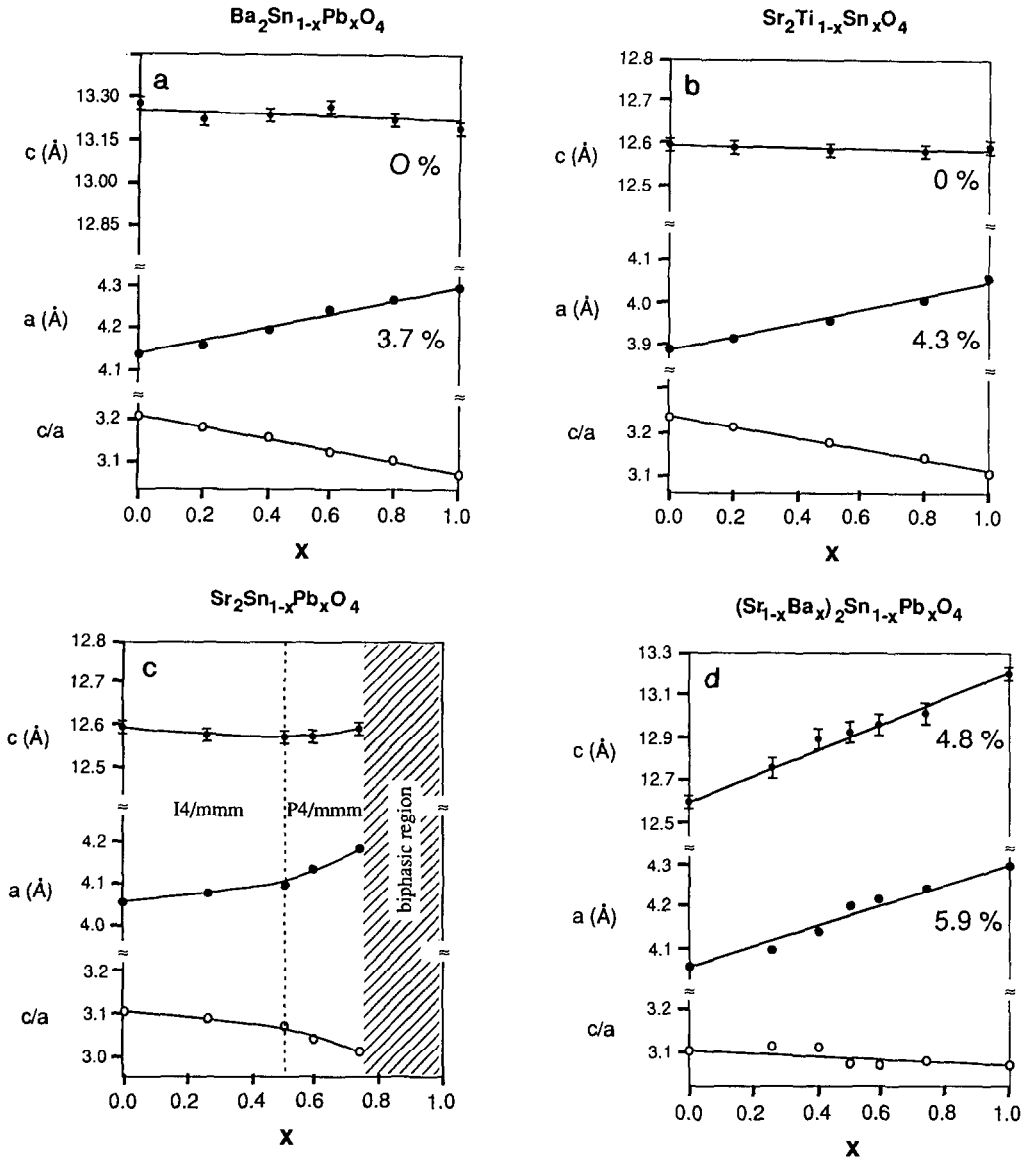 Ba2Sn1-xPbxO4
a
13.30
13.15
13.00
12.85
c (Å)
O %
≈
≈
4.3
4.2
4.1
a (Å)
3.7 %
≈
≈
3.2
3.1
c/a
0.0 0.2 0.4 0.6 0.8 1.0
X
Sr2Ti1-xSnxO4
b
12.8
12.7
12.6
12.5
c (Å)
0 %
≈
≈
4.1
4.0
3.9
a (Å)
4.3 %
≈
≈
3.2
3.1
c/a
0.0 0.2 0.4 0.6 0.8 1.0
X
Sr2Sn1-xPbxO4
c
12.8
12.7
12.6
12.5
c (Å)
I4/mmm
P4/mmm
biphasic region
≈
≈
4.2
4.1
4.0
a (Å)
≈
≈
3.2
3.1
3.0
c/a
0.0 0.2 0.4 0.6 0.8 1.0
X
(Sr1-xBax)2Sn1-xPbxO4
d
13.3
13.1
12.9
12.7
12.5
c (Å)
4.8 %
≈
≈
4.3
4.2
4.1
a (Å)
5.9 %
≈
≈
3.2
3.1
c/a
0.0 0.2 0.4 0.6 0.8 1.0
X